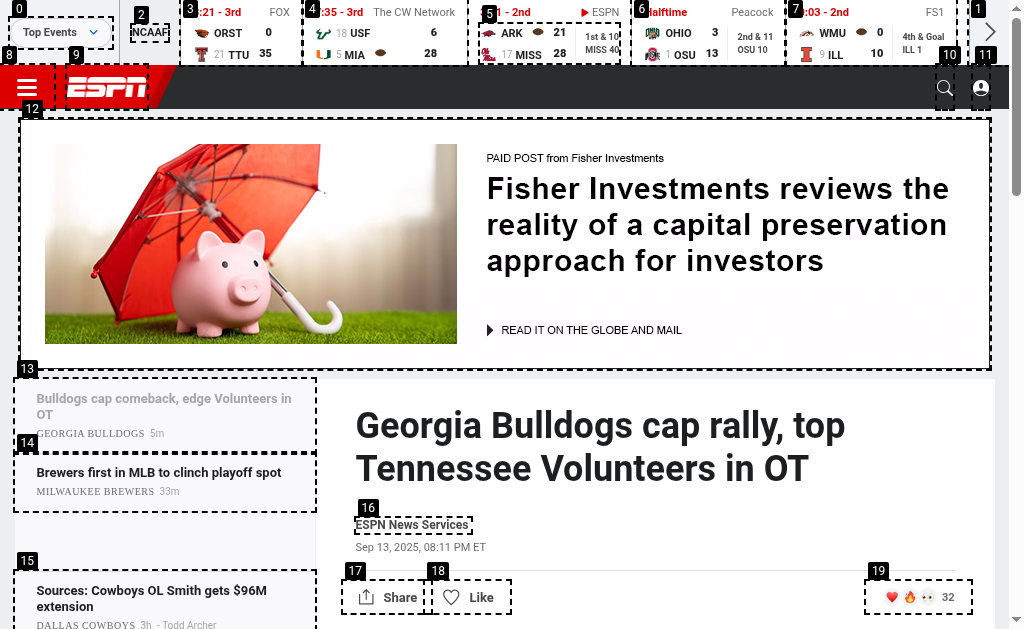 0
Top Events
2
NCAAF
3
:21 - 3rd FOX
ORST 0
21 TTU 35
4
:35 - 3rd The CW Network
18 USF 6
5 MIA 28
5
1 - 2nd ESPN
ARK 21
17 MISS 28
1st & 10
MISS 40
6
Halftime Peacock
OHIO 3
1 OSU 13
2nd & 11
OSU 10
7
:03 - 2nd FS1
WMU 0
9 ILL 10
4th & Goal
ILL 1
1
8
9
ESPN
10
11
12
PAID POST from Fisher Investments
Fisher Investments reviews the
reality of a capital preservation
approach for investors
READ IT ON THE GLOBE AND MAIL
13
Bulldogs cap comeback, edge Volunteers in
OT
GEORGIA BULLDOGS 5m
14
Brewers first in MLB to clinch playoff spot
MILWAUKEE BREWERS 33m
15
Sources: Cowboys OL Smith gets $96M
extension
DALLAS COWBOYS 3h - Todd Archer
Georgia Bulldogs cap rally, top
Tennessee Volunteers in OT
16
ESPN News Services
Sep 13, 2025, 08:11 PM ET
17
Share
18
Like
19
32